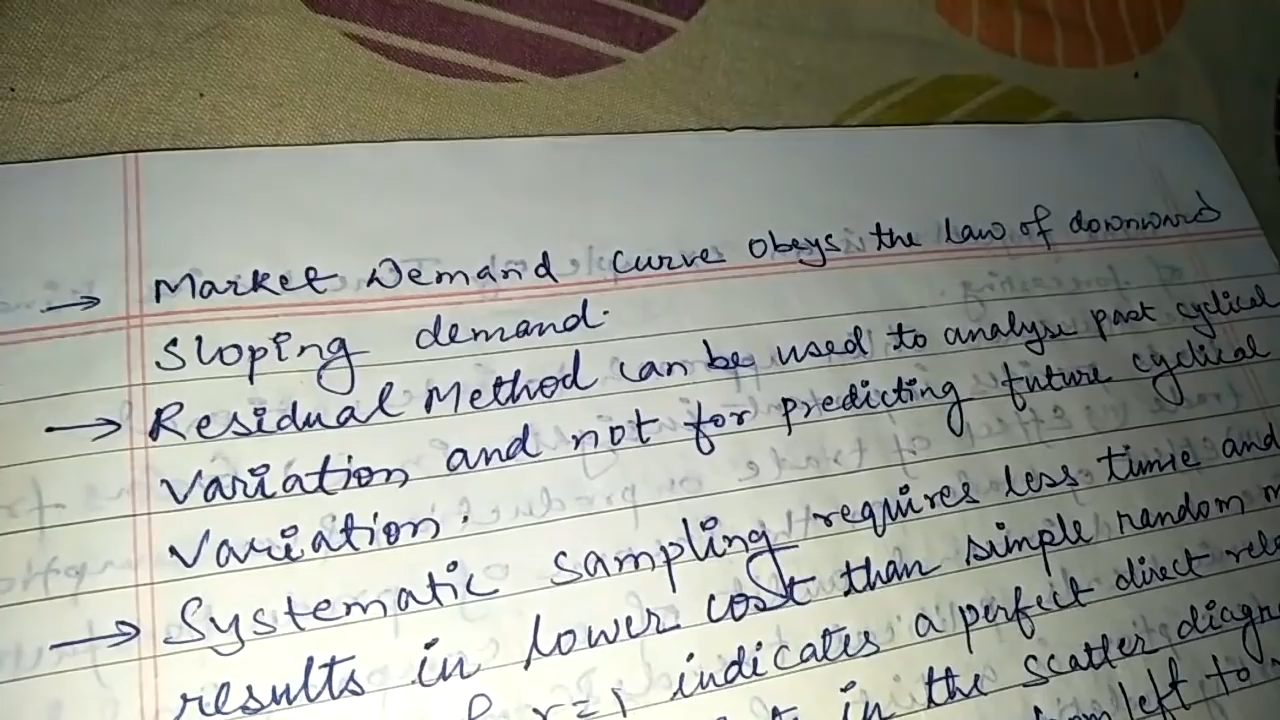 → Market Demand curve obeys the law of downward
sloping demand.
→ Residual Method can be used to analyse past cyclical
variation and not for predicting future cyclical
variation.
→ Systematic sampling requires less time and
results in lower cost than simple random
r=1 indicates a perfect direct
in the scatter
left to